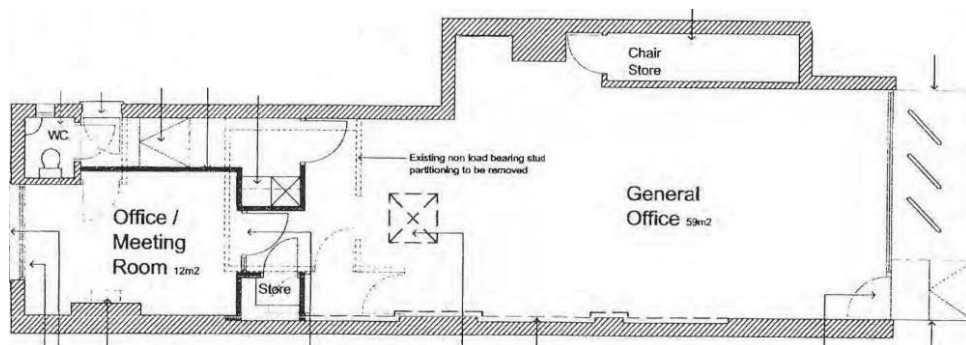 Chair
Store
WC
Existing non load bearing stud
partitioning to be removed
General
Office 59m2
Office /
Meeting
Room 12m2
Store